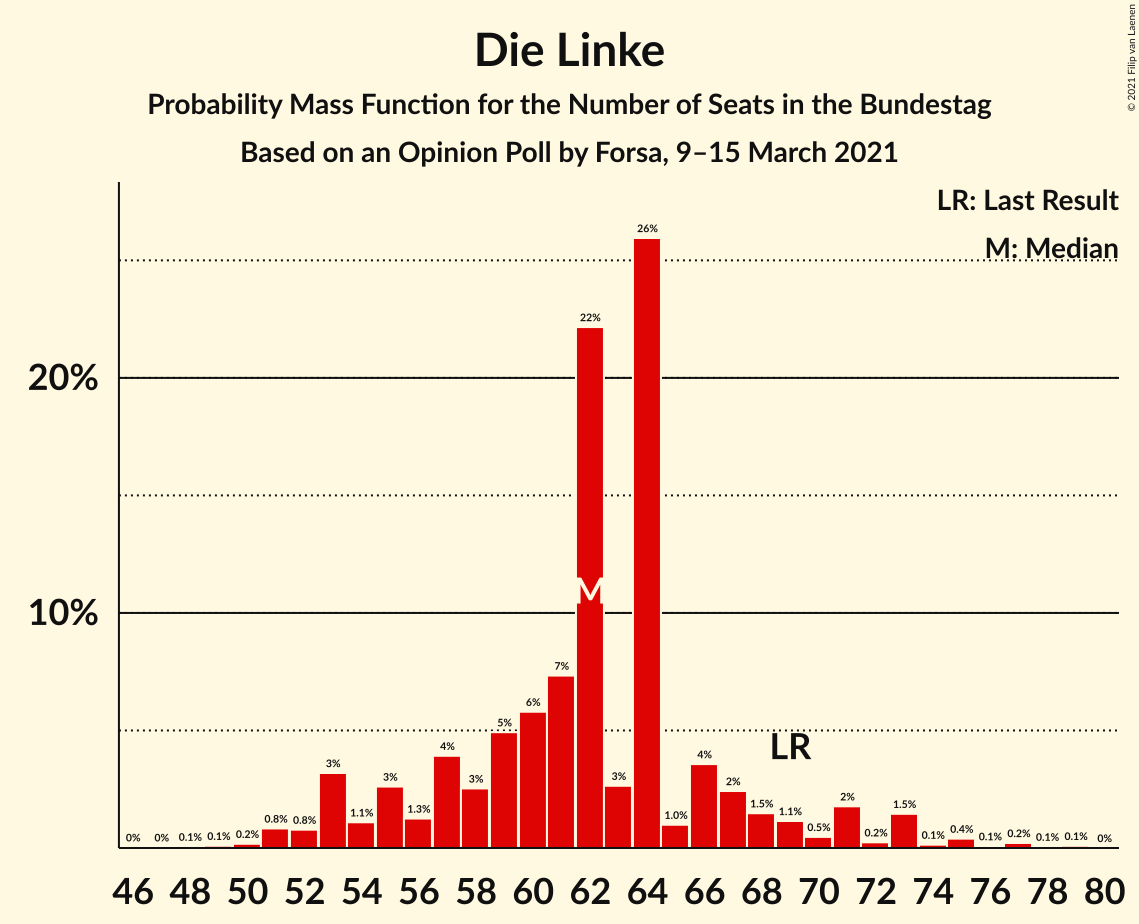 Die Linke
Probability Mass Function for the Number of Seats in the Bundestag
Based on an Opinion Poll by Forsa, 9–15 March 2021
© 2021 Filip van Laenen
LR: Last Result
M: Median
20%
10%
0% 0% 0.1% 0.1% 0.2% 0.8% 0.8% 3% 1.1% 3% 1.3% 4% 3% 5% 6% 7% 22% 3% 26% 1.0% 4% 2% 1.5% 1.1% 0.5% 2% 0.2% 1.5% 0.1% 0.4% 0.1% 0.2% 0.1% 0.1% 0%
M
LR
46 48 50 52 54 56 58 60 62 64 66 68 70 72 74 76 78 80